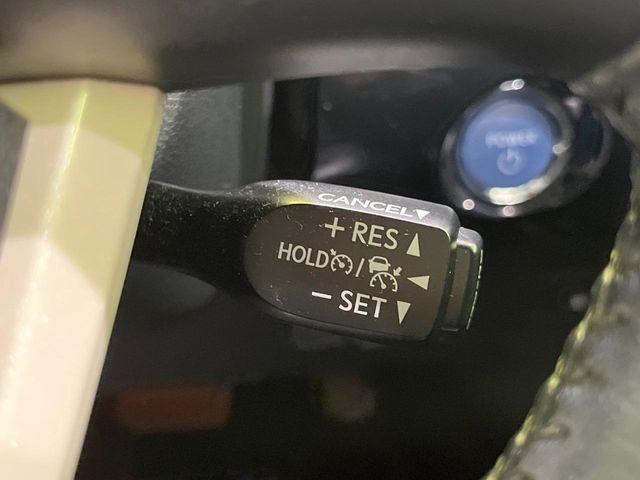 CANCEL▼
+ RES ▲
HOLD / ◀
− SET ▼
POWER